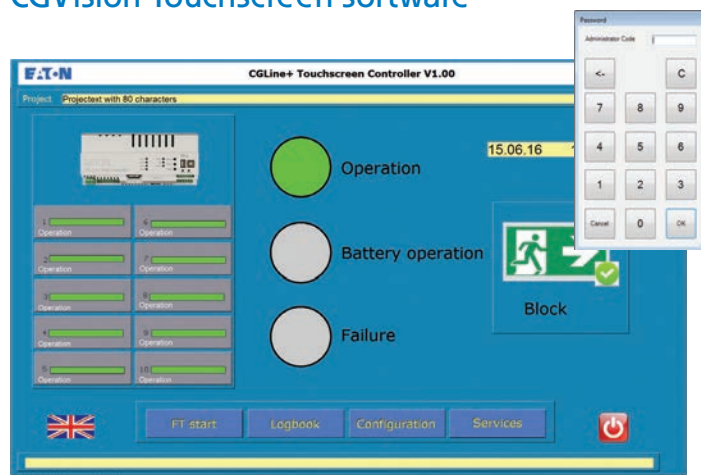 CGVision Touchscreen software
EATON
CGLine+ Touchscreen Controller V1.00
Project
Projectext with 80 characters
15.06.16
Operation
Battery operation
Failure
Block
1
Operation
6
Operation
2
Operation
7
Operation
3
Operation
8
Operation
4
Operation
9
Operation
5
Operation
10
Operation
FT start
Logbook
Configuration
Services
Password
Administrator Code
<-
C
7 8 9
4 5 6
1 2 3
Cancel 0 OK